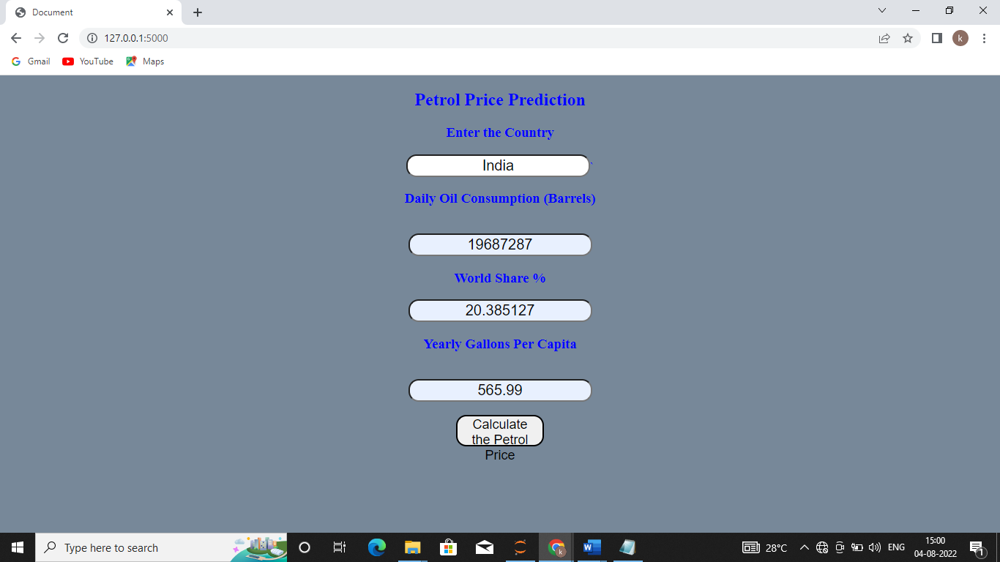 Document
127.0.0.1:5000
k
Gmail
YouTube
Maps
Petrol Price Prediction
Enter the Country
India `
Daily Oil Consumption (Barrels)
19687287
World Share %
20.385127
Yearly Gallons Per Capita
565.99
Calculate
the Petrol
Price
Type here to search
k
W
28°C
ENG
15:00
04-08-2022
1